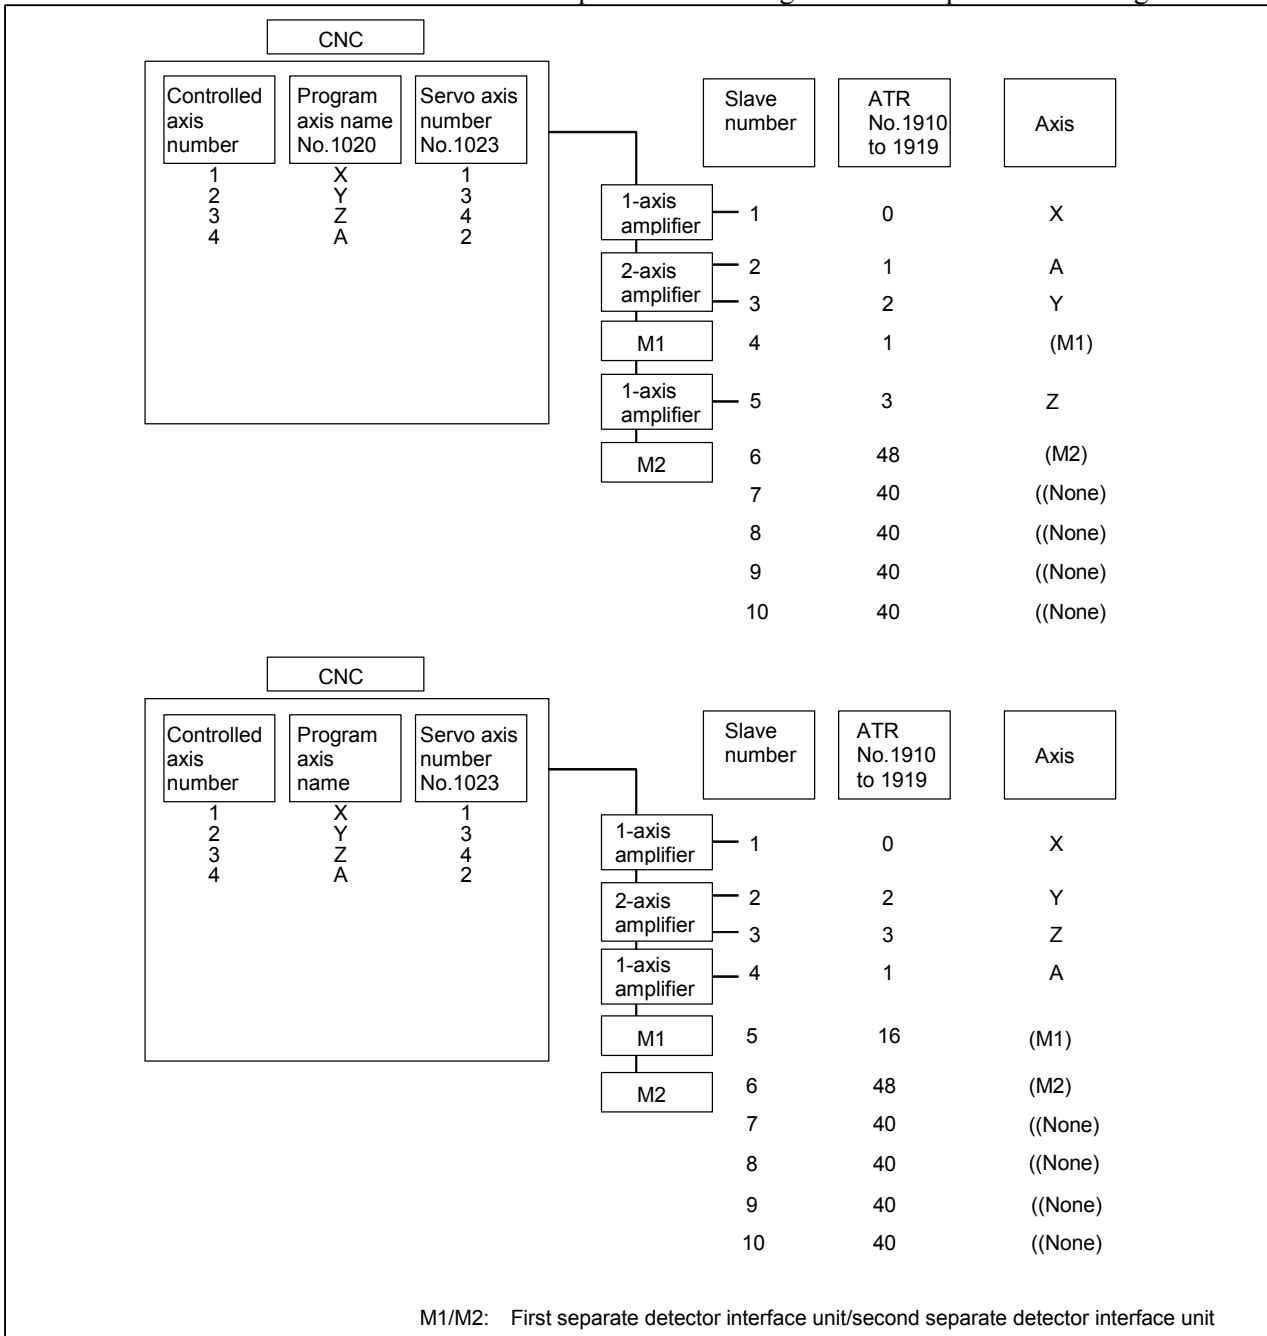 CNC
Controlled axis number
Program axis name No.1020
Servo axis number No.1023
1 X 1
2 Y 3
3 Z 4
4 A 2
Slave number
ATR No.1910 to 1919
Axis
1-axis amplifier 1 0 X
2-axis amplifier 2 1 A
3 2 Y
M1 4 1 (M1)
1-axis amplifier 5 3 Z
M2 6 48 (M2)
7 40 ((None)
8 40 ((None)
9 40 ((None)
10 40 ((None)
CNC
Controlled axis number
Program axis name
Servo axis number No.1023
1 X 1
2 Y 3
3 Z 4
4 A 2
Slave number
ATR No.1910 to 1919
Axis
1-axis amplifier 1 0 X
2-axis amplifier 2 2 Y
3 3 Z
1-axis amplifier 4 1 A
M1 5 16 (M1)
M2 6 48 (M2)
7 40 ((None)
8 40 ((None)
9 40 ((None)
10 40 ((None)
M1/M2: First separate detector interface unit/second separate detector interface unit